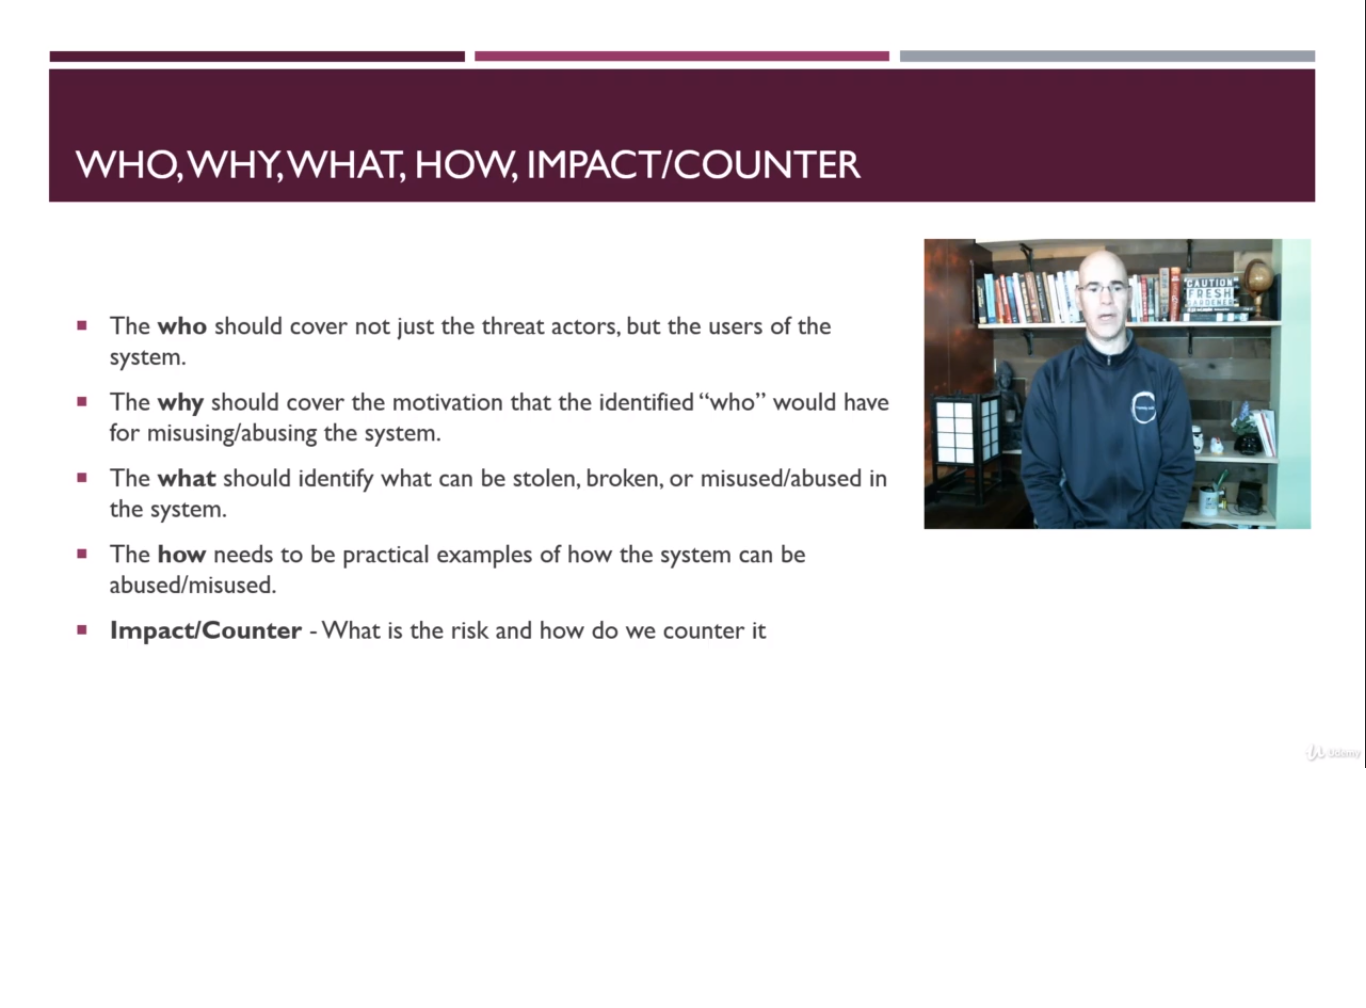 WHO, WHY, WHAT, HOW, IMPACT/COUNTER
The who should cover not just the threat actors, but the users of the
system.
The why should cover the motivation that the identified “who” would have
for misusing/abusing the system.
The what should identify what can be stolen, broken, or misused/abused in
the system.
The how needs to be practical examples of how the system can be
abused/misused.
Impact/Counter - What is the risk and how do we counter it
CAUTION
FRESH
GARDENER
Udemy